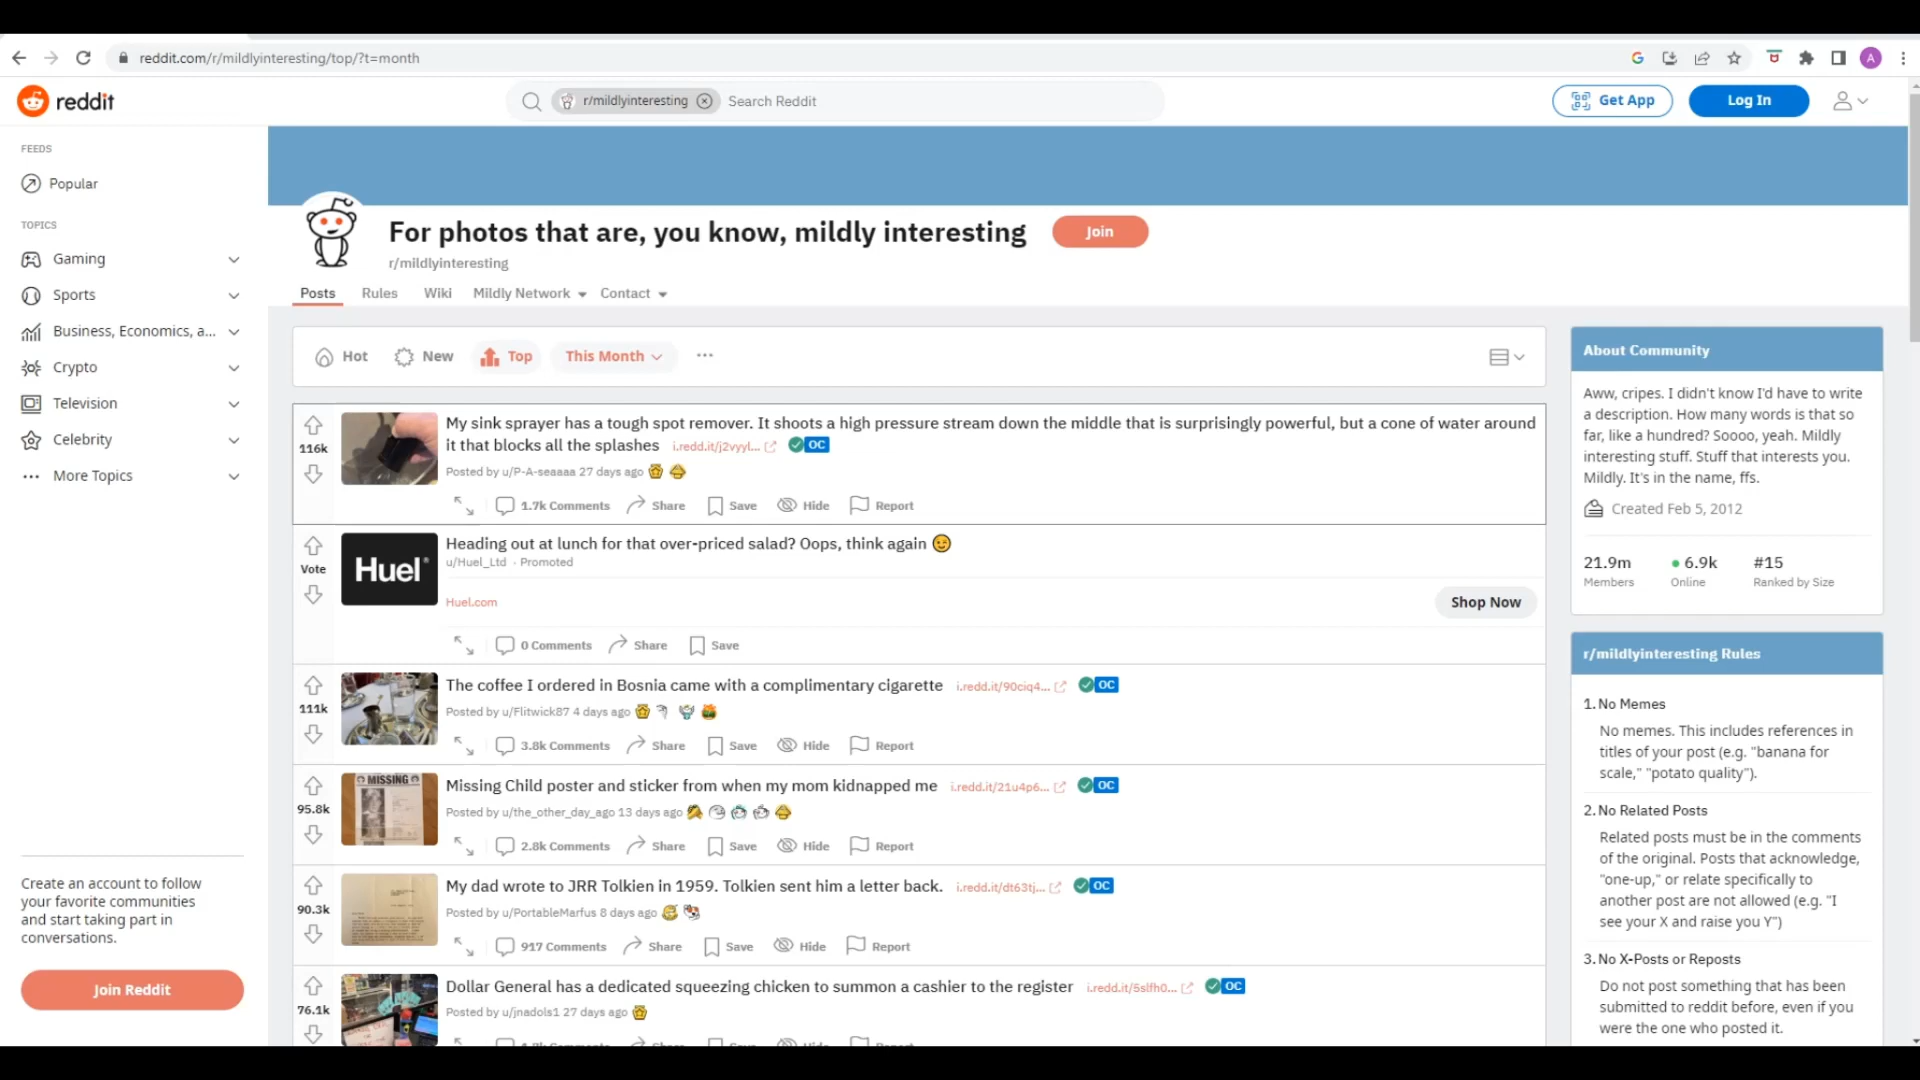 reddit.com/r/mildlyinteresting/top/?t=month
A
reddit
r/mildlyinteresting
Search Reddit
Get App
Log In
FEEDS
Popular
TOPICS
Gaming
Sports
Business, Economics, a...
Crypto
Television
Celebrity
More Topics
Create an account to follow
your favorite communities
and start taking part in
conversations.
Join Reddit
For photos that are, you know, mildly interesting
Join
r/mildlyinteresting
Posts Rules Wiki Mildly Network Contact
Hot New Top This Month
116k
My sink sprayer has a tough spot remover. It shoots a high pressure stream down the middle that is surprisingly powerful, but a cone of water around
it that blocks all the splashes i.redd.it/j2vyyl... OC
Posted by u/P-A-seaaaa 27 days ago
1.7k Comments Share Save Hide Report
Vote
Huel
Heading out at lunch for that over-priced salad? Oops, think again 😉
u/Huel_Ltd · Promoted
Huel.com
Shop Now
0 Comments Share Save
111k
The coffee I ordered in Bosnia came with a complimentary cigarette i.redd.it/90ciq4... OC
Posted by u/Flitwick87 4 days ago
3.8k Comments Share Save Hide Report
95.8k
MISSING
Missing Child poster and sticker from when my mom kidnapped me i.redd.it/21u4p6... OC
Posted by u/the_other_day_ago 13 days ago
2.8k Comments Share Save Hide Report
90.3k
My dad wrote to JRR Tolkien in 1959. Tolkien sent him a letter back. i.redd.it/dt63tj... OC
Posted by u/PortableMarfus 8 days ago
917 Comments Share Save Hide Report
76.1k
Dollar General has a dedicated squeezing chicken to summon a cashier to the register i.redd.it/5slfh0... OC
Posted by u/jnadols1 27 days ago
About Community
Aww, cripes. I didn't know I'd have to write
a description. How many words is that so
far, like a hundred? Soooo, yeah. Mildly
interesting stuff. Stuff that interests you.
Mildly. It's in the name, ffs.
Created Feb 5, 2012
21.9m 6.9k #15
Members Online Ranked by Size
r/mildlyinteresting Rules
1. No Memes
No memes. This includes references in
titles of your post (e.g. "banana for
scale," "potato quality").
2. No Related Posts
Related posts must be in the comments
of the original. Posts that acknowledge,
"one-up," or relate specifically to
another post are not allowed (e.g. "I
see your X and raise you Y")
3. No X-Posts or Reposts
Do not post something that has been
submitted to reddit before, even if you
were the one who posted it.